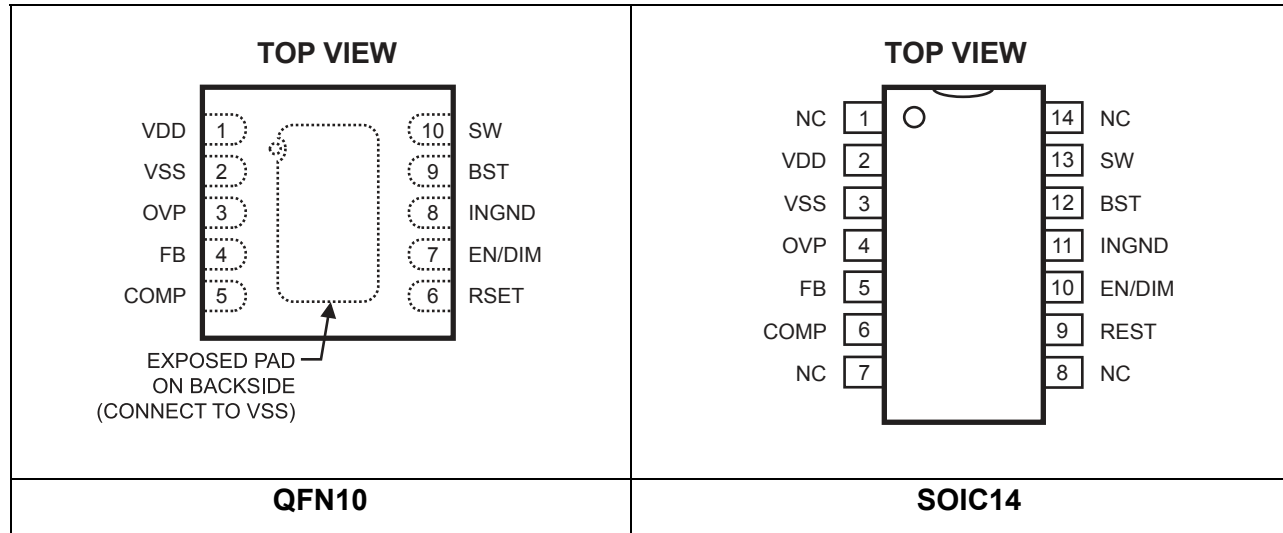 TOP VIEW
VDD 1
VSS 2
OVP 3
FB 4
COMP 5
10 SW
9 BST
8 INGND
7 EN/DIM
6 RSET
EXPOSED PAD
ON BACKSIDE
(CONNECT TO VSS)
QFN10
TOP VIEW
NC 1
VDD 2
VSS 3
OVP 4
FB 5
COMP 6
NC 7
14 NC
13 SW
12 BST
11 INGND
10 EN/DIM
9 REST
8 NC
SOIC14